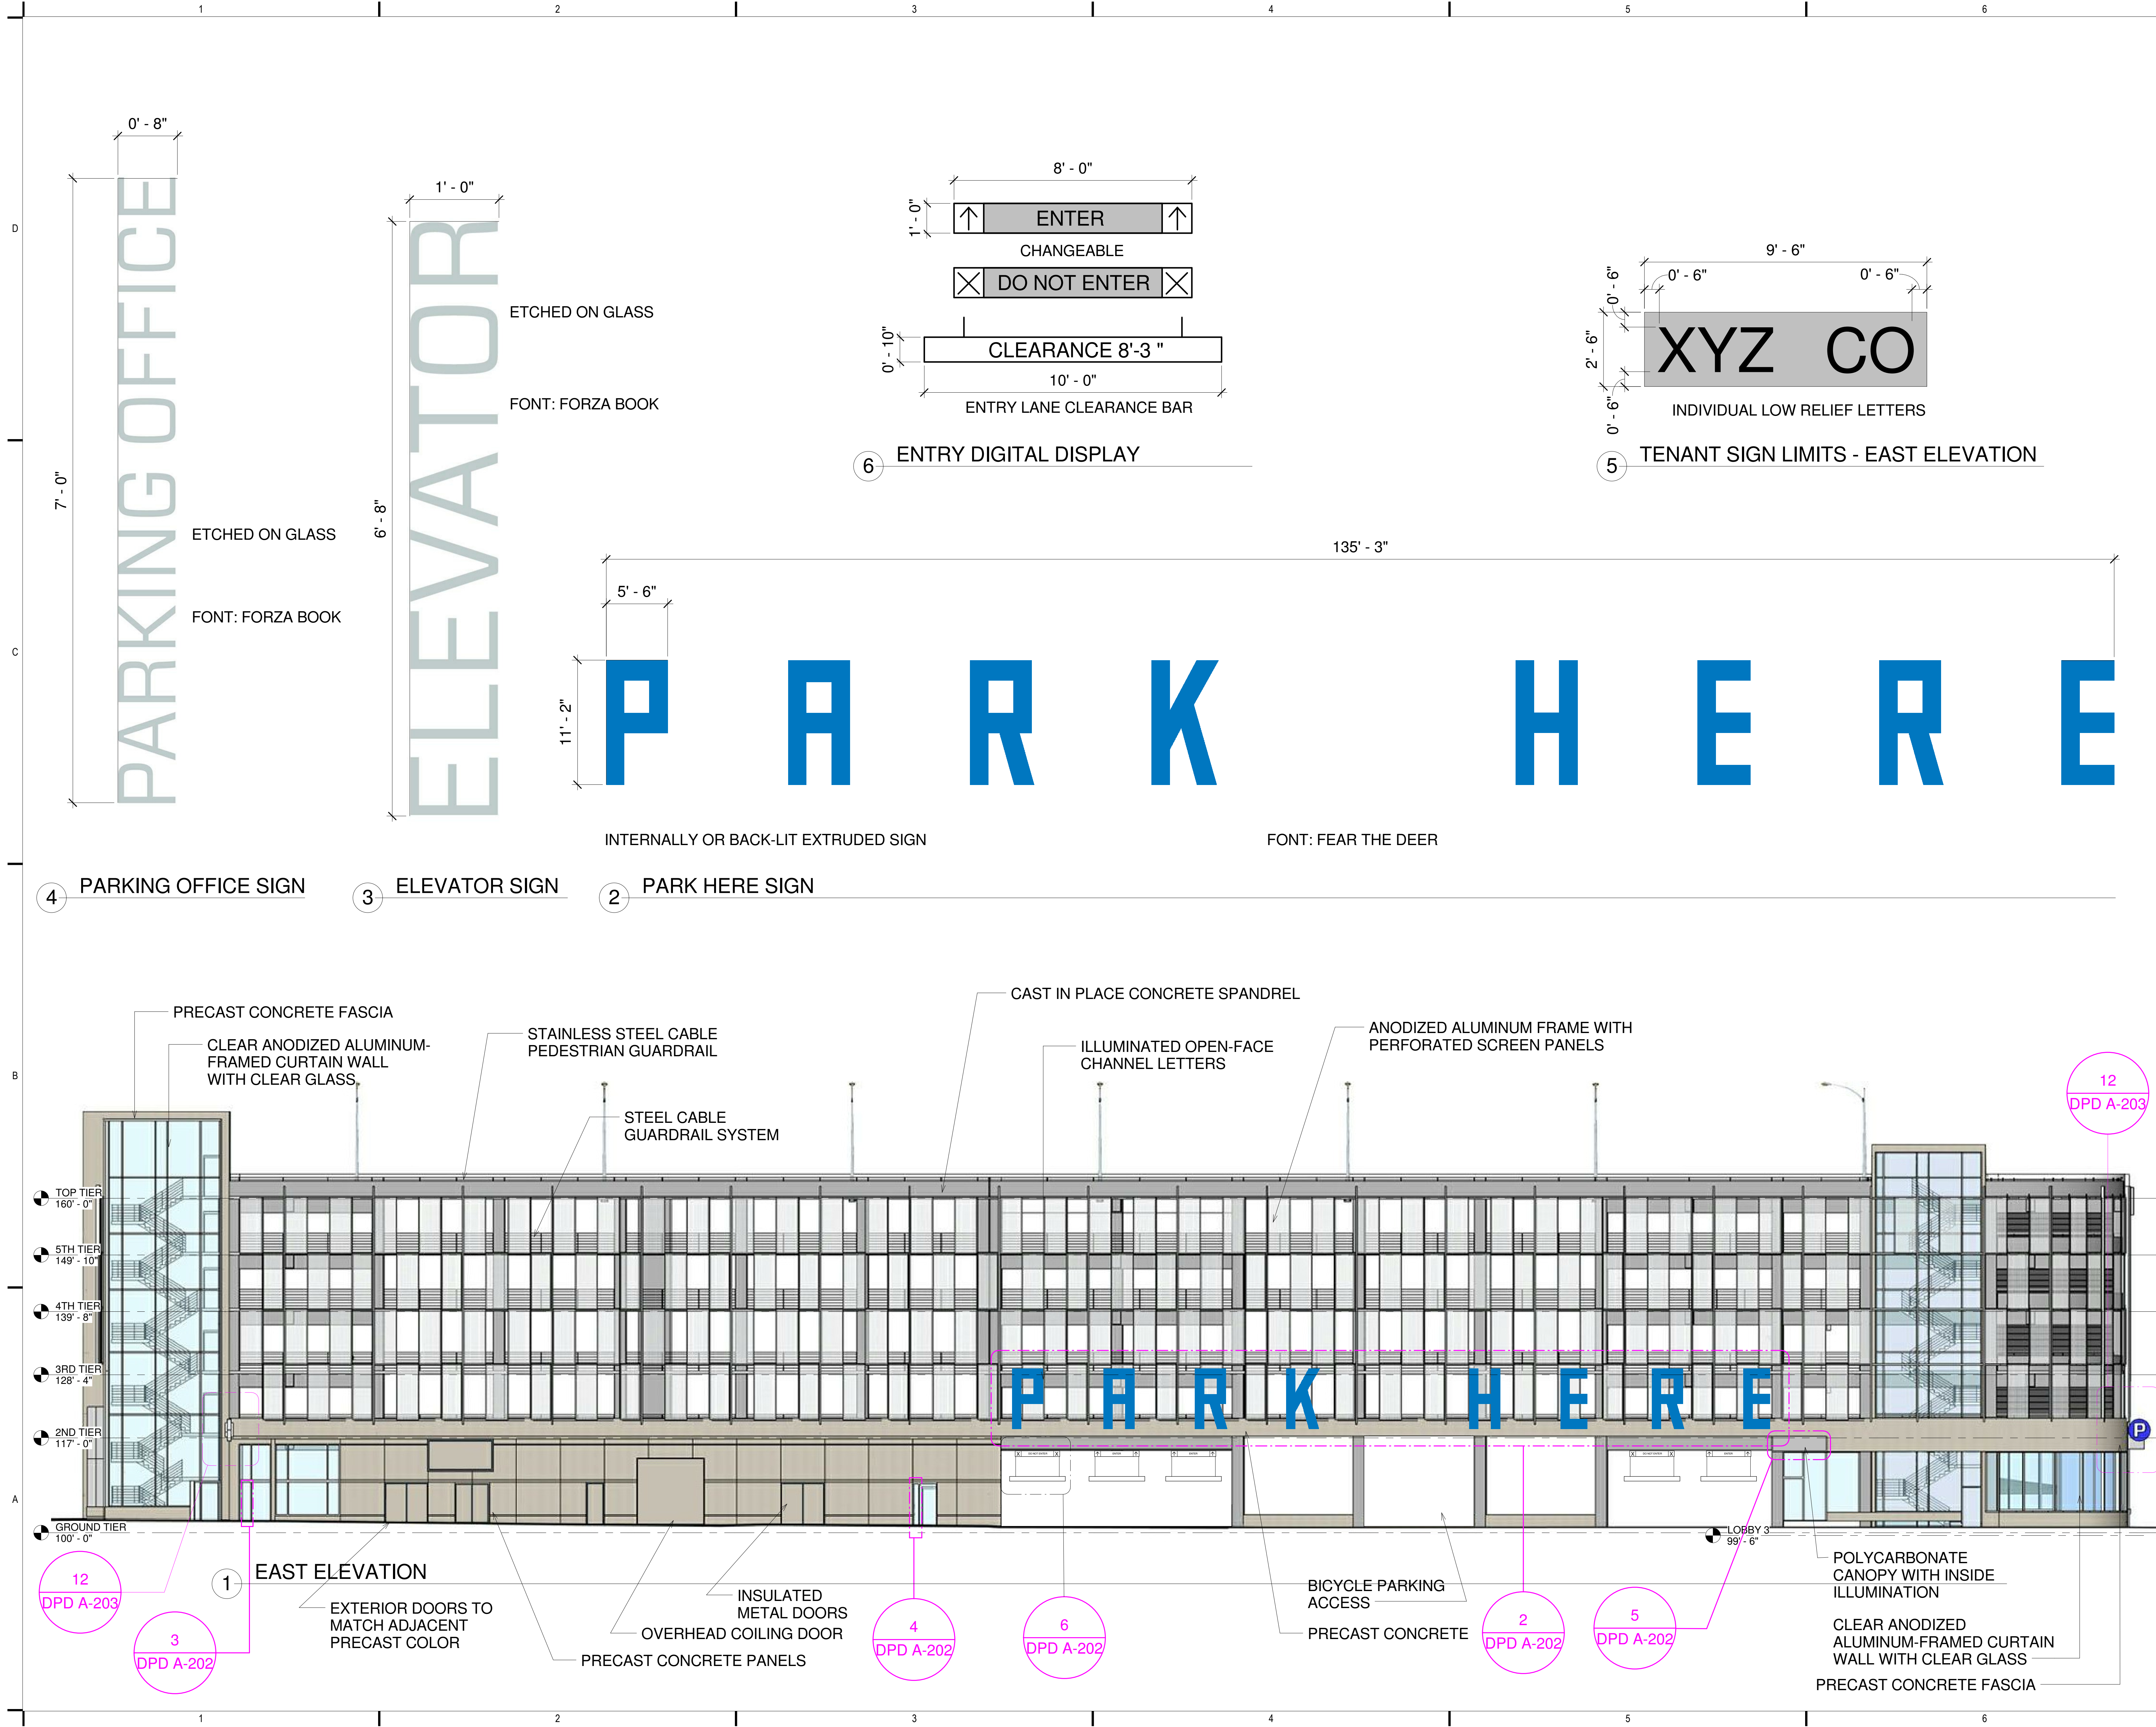 1 2 3 4 5 6
D
C
B
A
0' - 8"
7' - 0"
PARKING OFFICE
ETCHED ON GLASS
FONT: FORZA BOOK
4 PARKING OFFICE SIGN
1' - 0"
6' - 8"
ELEVATOR
ETCHED ON GLASS
FONT: FORZA BOOK
3 ELEVATOR SIGN
8' - 0"
1' - 0"
ENTER
CHANGEABLE
DO NOT ENTER
0' - 10"
CLEARANCE 8'-3 "
10' - 0"
ENTRY LANE CLEARANCE BAR
6 ENTRY DIGITAL DISPLAY
9' - 6"
0' - 6" 0' - 6"
0' - 6"
2' - 6"
0' - 6"
XYZ CO
INDIVIDUAL LOW RELIEF LETTERS
5 TENANT SIGN LIMITS - EAST ELEVATION
135' - 3"
5' - 6"
11' - 2"
PARK HERE
INTERNALLY OR BACK-LIT EXTRUDED SIGN
FONT: FEAR THE DEER
2 PARK HERE SIGN
PRECAST CONCRETE FASCIA
CLEAR ANODIZED ALUMINUM-
FRAMED CURTAIN WALL
WITH CLEAR GLASS
STAINLESS STEEL CABLE
PEDESTRIAN GUARDRAIL
STEEL CABLE
GUARDRAIL SYSTEM
CAST IN PLACE CONCRETE SPANDREL
ILLUMINATED OPEN-FACE
CHANNEL LETTERS
ANODIZED ALUMINUM FRAME WITH
PERFORATED SCREEN PANELS
12
DPD A-203
TOP TIER
160' - 0"
5TH TIER
149' - 10"
4TH TIER
139' - 8"
3RD TIER
128' - 4"
2ND TIER
117' - 0"
GROUND TIER
100' - 0"
PARK HERE
P
LOBBY 3
99' - 6"
12
DPD A-203
1 EAST ELEVATION
3
DPD A-202
EXTERIOR DOORS TO
MATCH ADJACENT
PRECAST COLOR
PRECAST CONCRETE PANELS
OVERHEAD COILING DOOR
INSULATED
METAL DOORS
4
DPD A-202
6
DPD A-202
BICYCLE PARKING
ACCESS
PRECAST CONCRETE
2
DPD A-202
5
DPD A-202
POLYCARBONATE
CANOPY WITH INSIDE
ILLUMINATION
CLEAR ANODIZED
ALUMINUM-FRAMED CURTAIN
WALL WITH CLEAR GLASS
PRECAST CONCRETE FASCIA
1 2 3 4 5 6